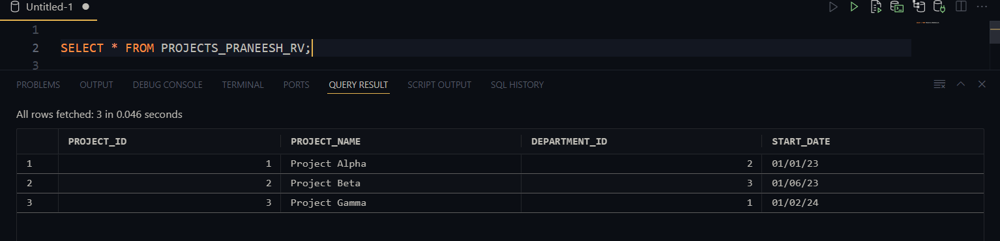 Untitled-1
1
2 SELECT * FROM PROJECTS_PRANEESH_RV;
3
PROBLEMS OUTPUT DEBUG CONSOLE TERMINAL PORTS QUERY RESULT SCRIPT OUTPUT SQL HISTORY
All rows fetched: 3 in 0.046 seconds
PROJECT_ID PROJECT_NAME DEPARTMENT_ID START_DATE
1 1 Project Alpha 2 01/01/23
2 2 Project Beta 3 01/06/23
3 3 Project Gamma 1 01/02/24